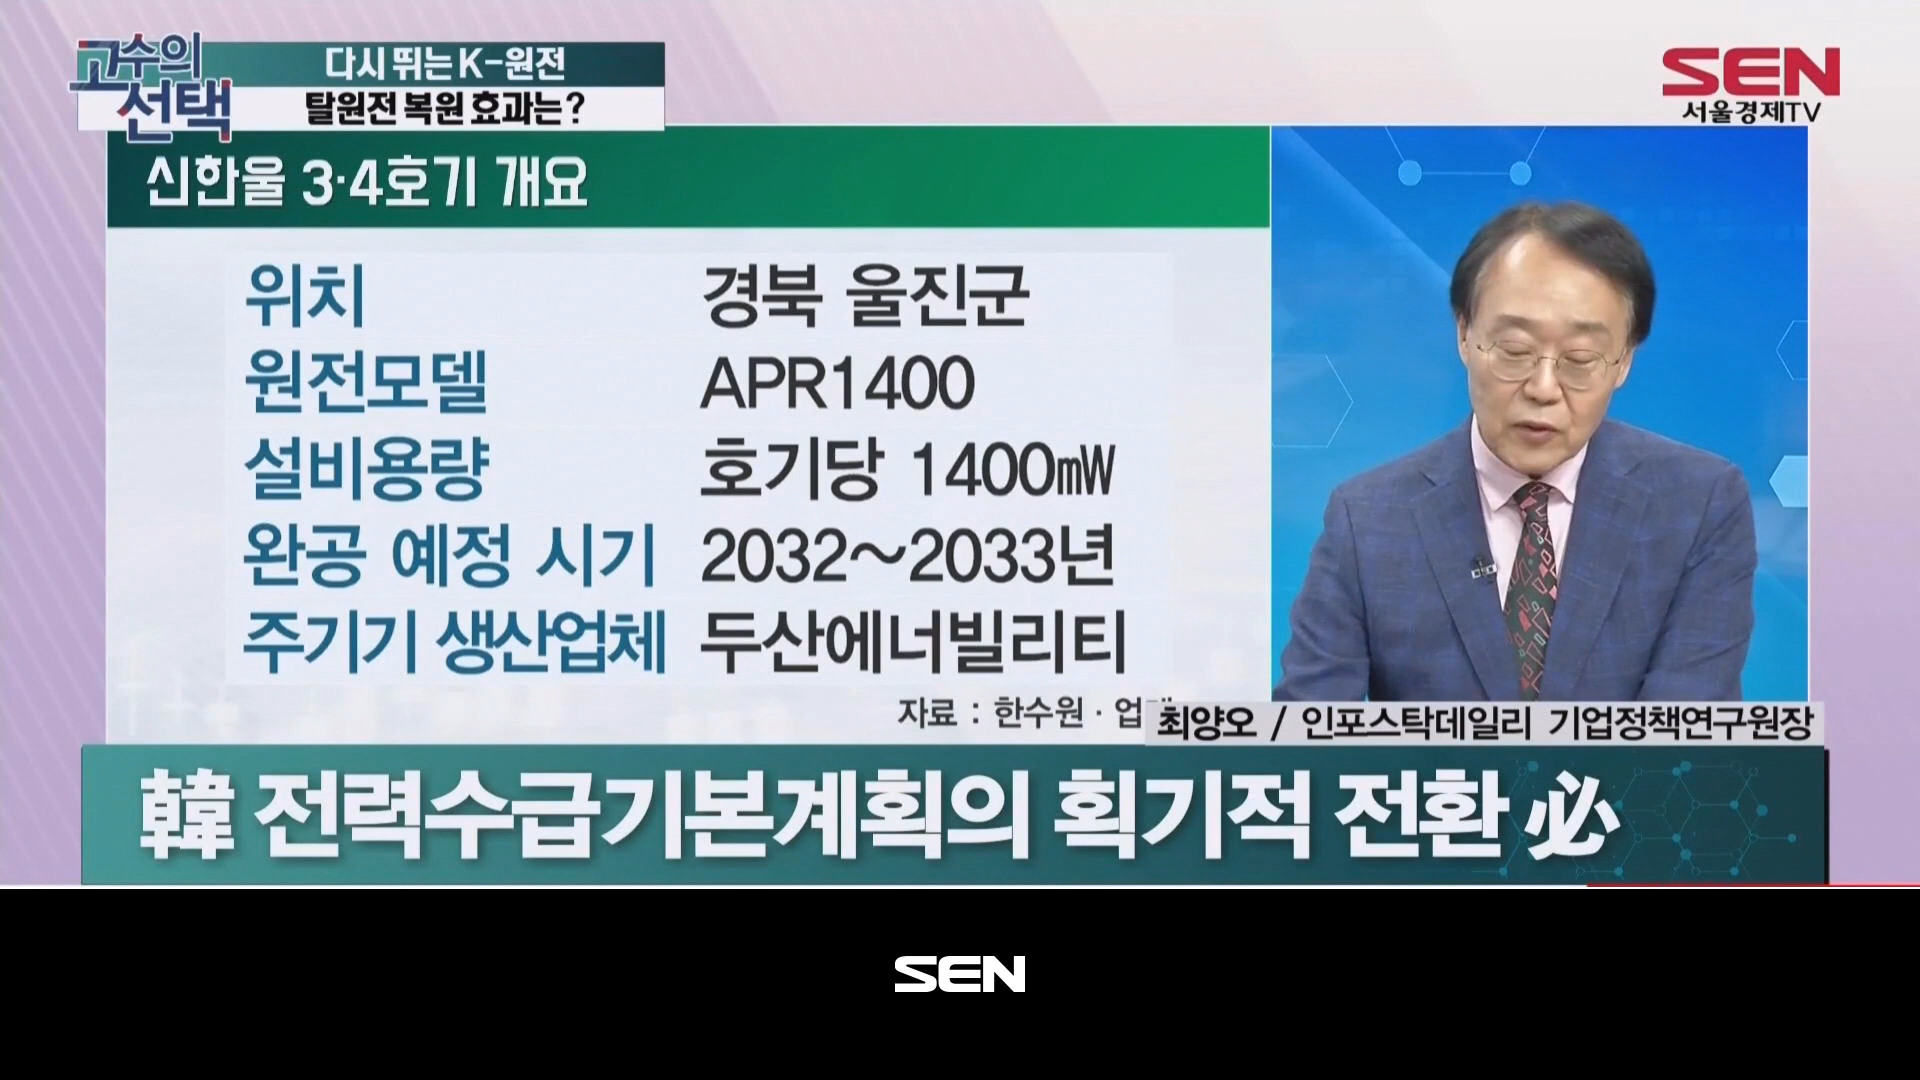 고수의
선택
다시 뛰는 K-원전
탈원전 복원 효과는?
SEN
서울경제TV
신한울 3·4호기 개요
위치 경북 울진군
원전모델 APR1400
설비용량 호기당 1400㎽
완공 예정 시기 2032~2033년
주기기 생산업체 두산에너빌리티
자료 : 한수원 · 업
최양오 / 인포스탁데일리 기업정책연구원장
韓 전력수급기본계획의 획기적 전환 必
SEN